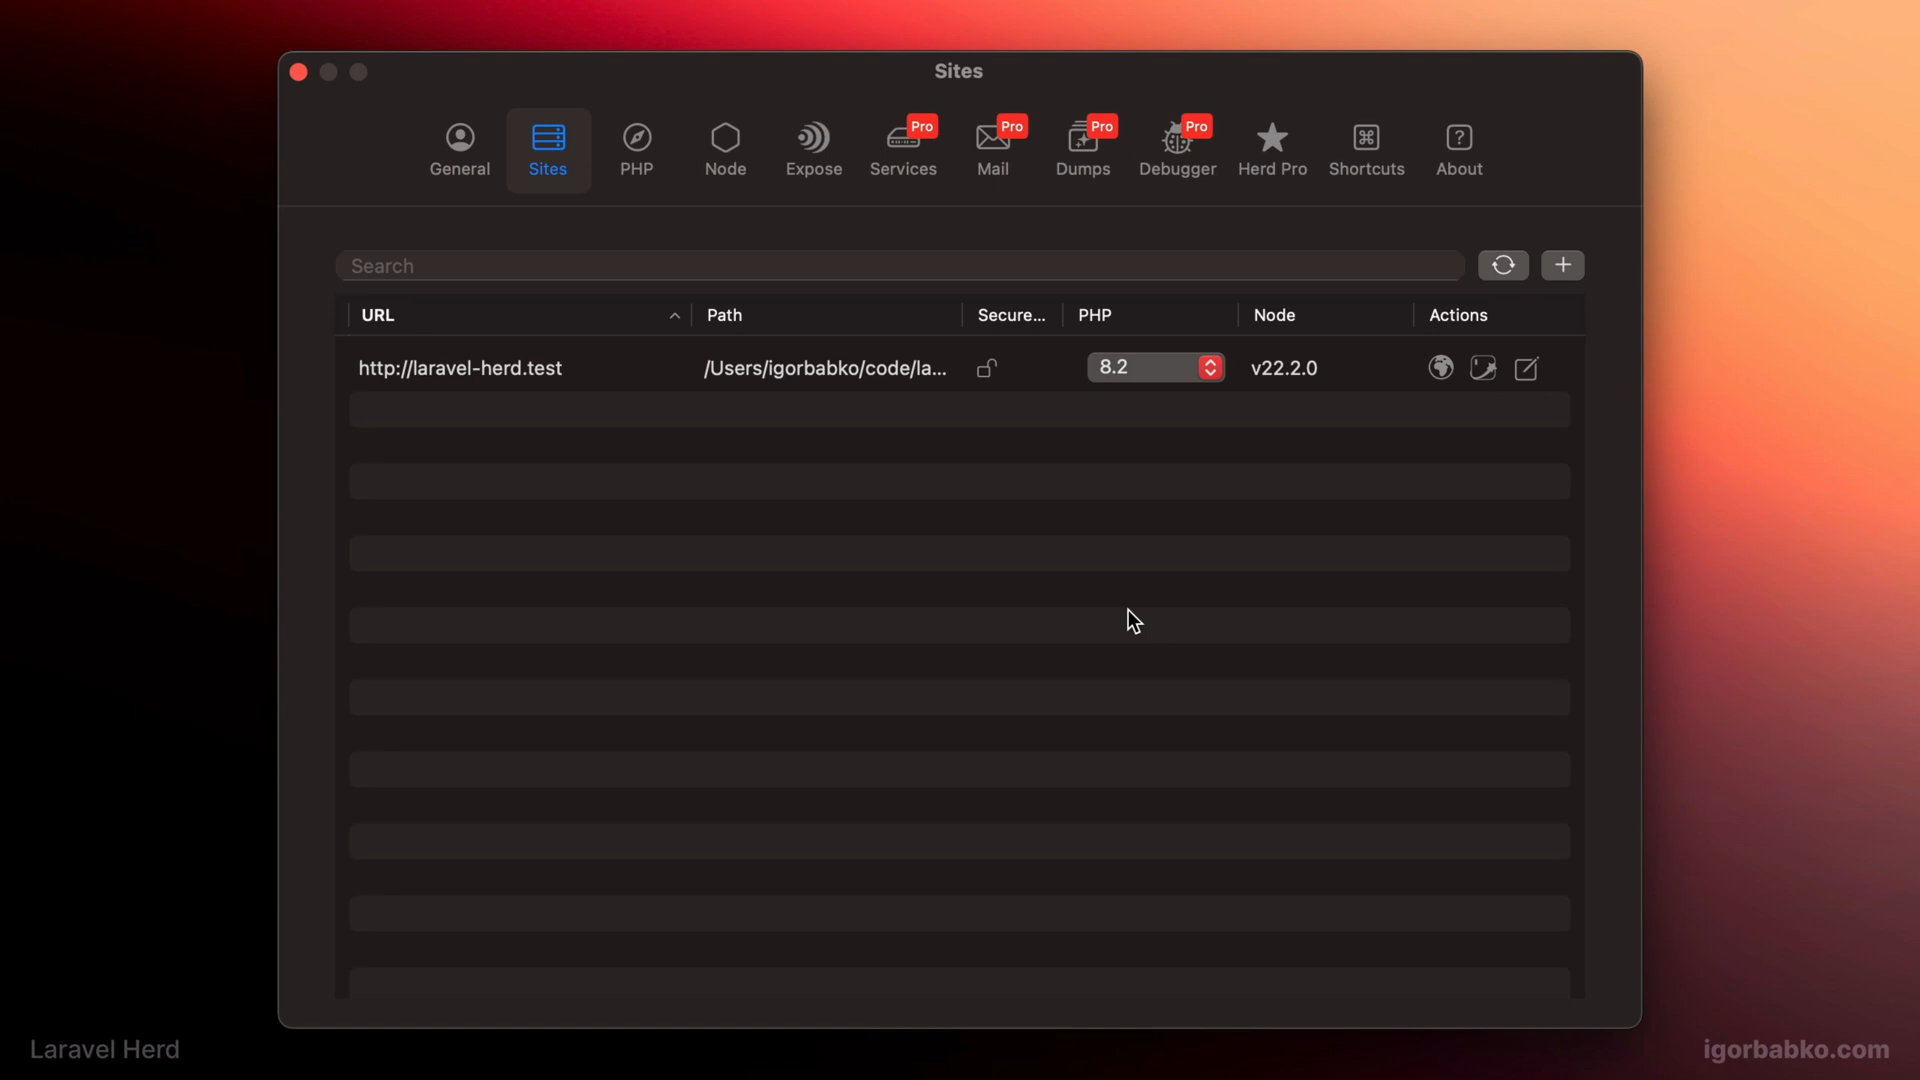 Sites
General
Sites
PHP
Node
Expose
Pro
Services
Pro
Mail
Pro
Dumps
Pro
Debugger
Herd Pro
Shortcuts
?
About
Search
URL Path Secure... PHP Node Actions
http://laravel-herd.test /Users/igorbabko/code/la... 8.2 v22.2.0
Laravel Herd
igorbabko.com